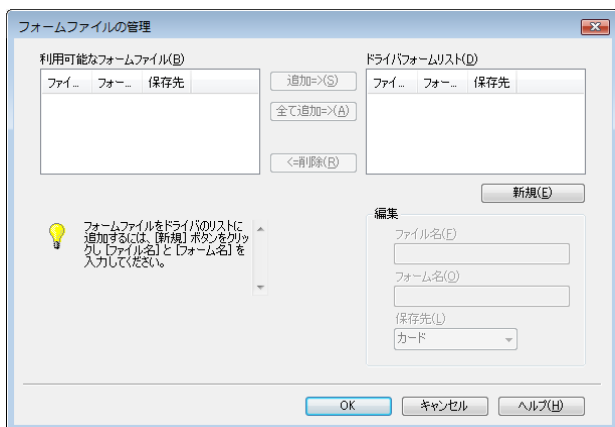 フォームファイルの管理
利用可能なフォームファイル(B)
ファイ... フォー... 保存先
追加=>(S)
全て追加=>(A)
<=削除(R)
ドライバフォームリスト(D)
ファイ... フォー... 保存先
新規(E)
フォームファイルをドライバのリストに
追加するには、[新規] ボタンをクリッ
クし [ファイル名] と [フォーム名] を
入力してください。
編集
ファイル名(F)
フォーム名(O)
保存先(L)
カード
OK キャンセル ヘルプ(H)